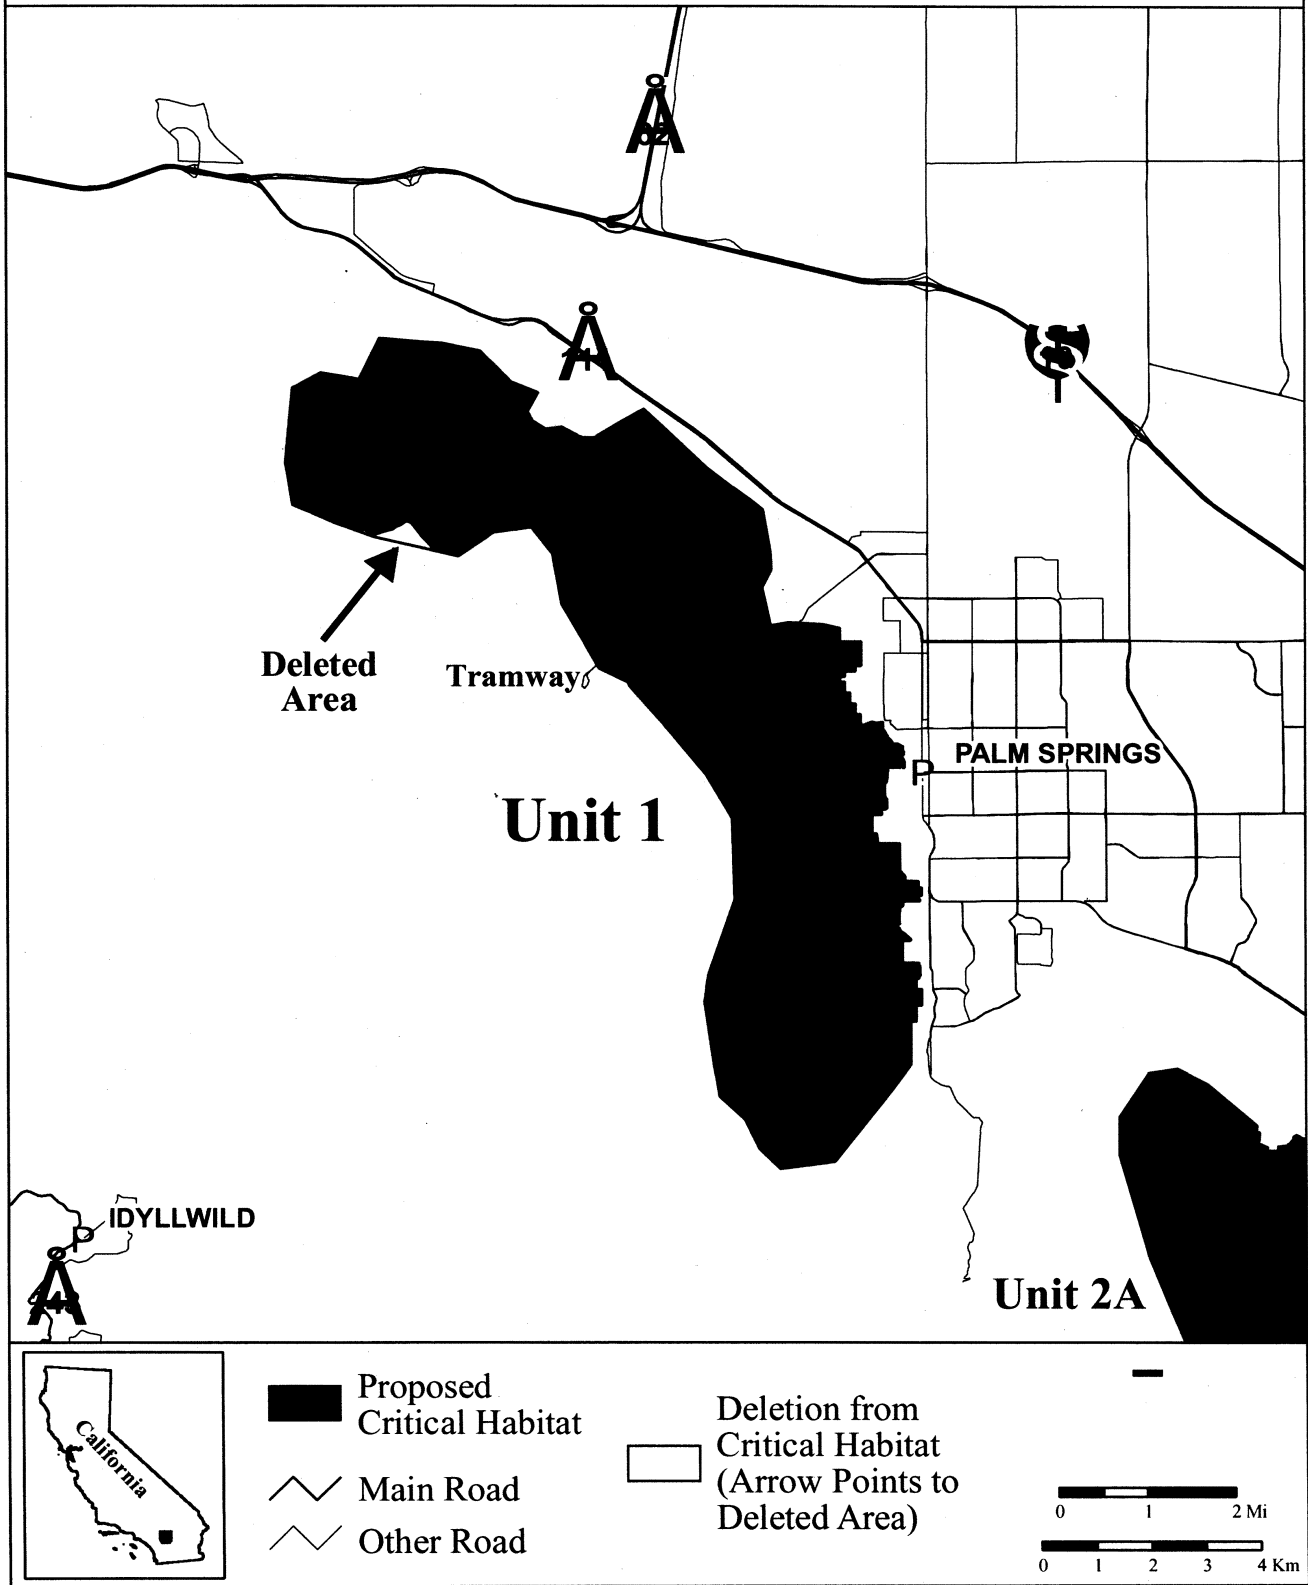 Deleted
Area
Tramway
P
PALM SPRINGS
Unit 1
P
IDYLLWILD
Unit 2A
California
Proposed
Critical Habitat
Main Road
Other Road
Deletion from
Critical Habitat
(Arrow Points to
Deleted Area)
0 1 2 Mi
0 1 2 3 4 Km